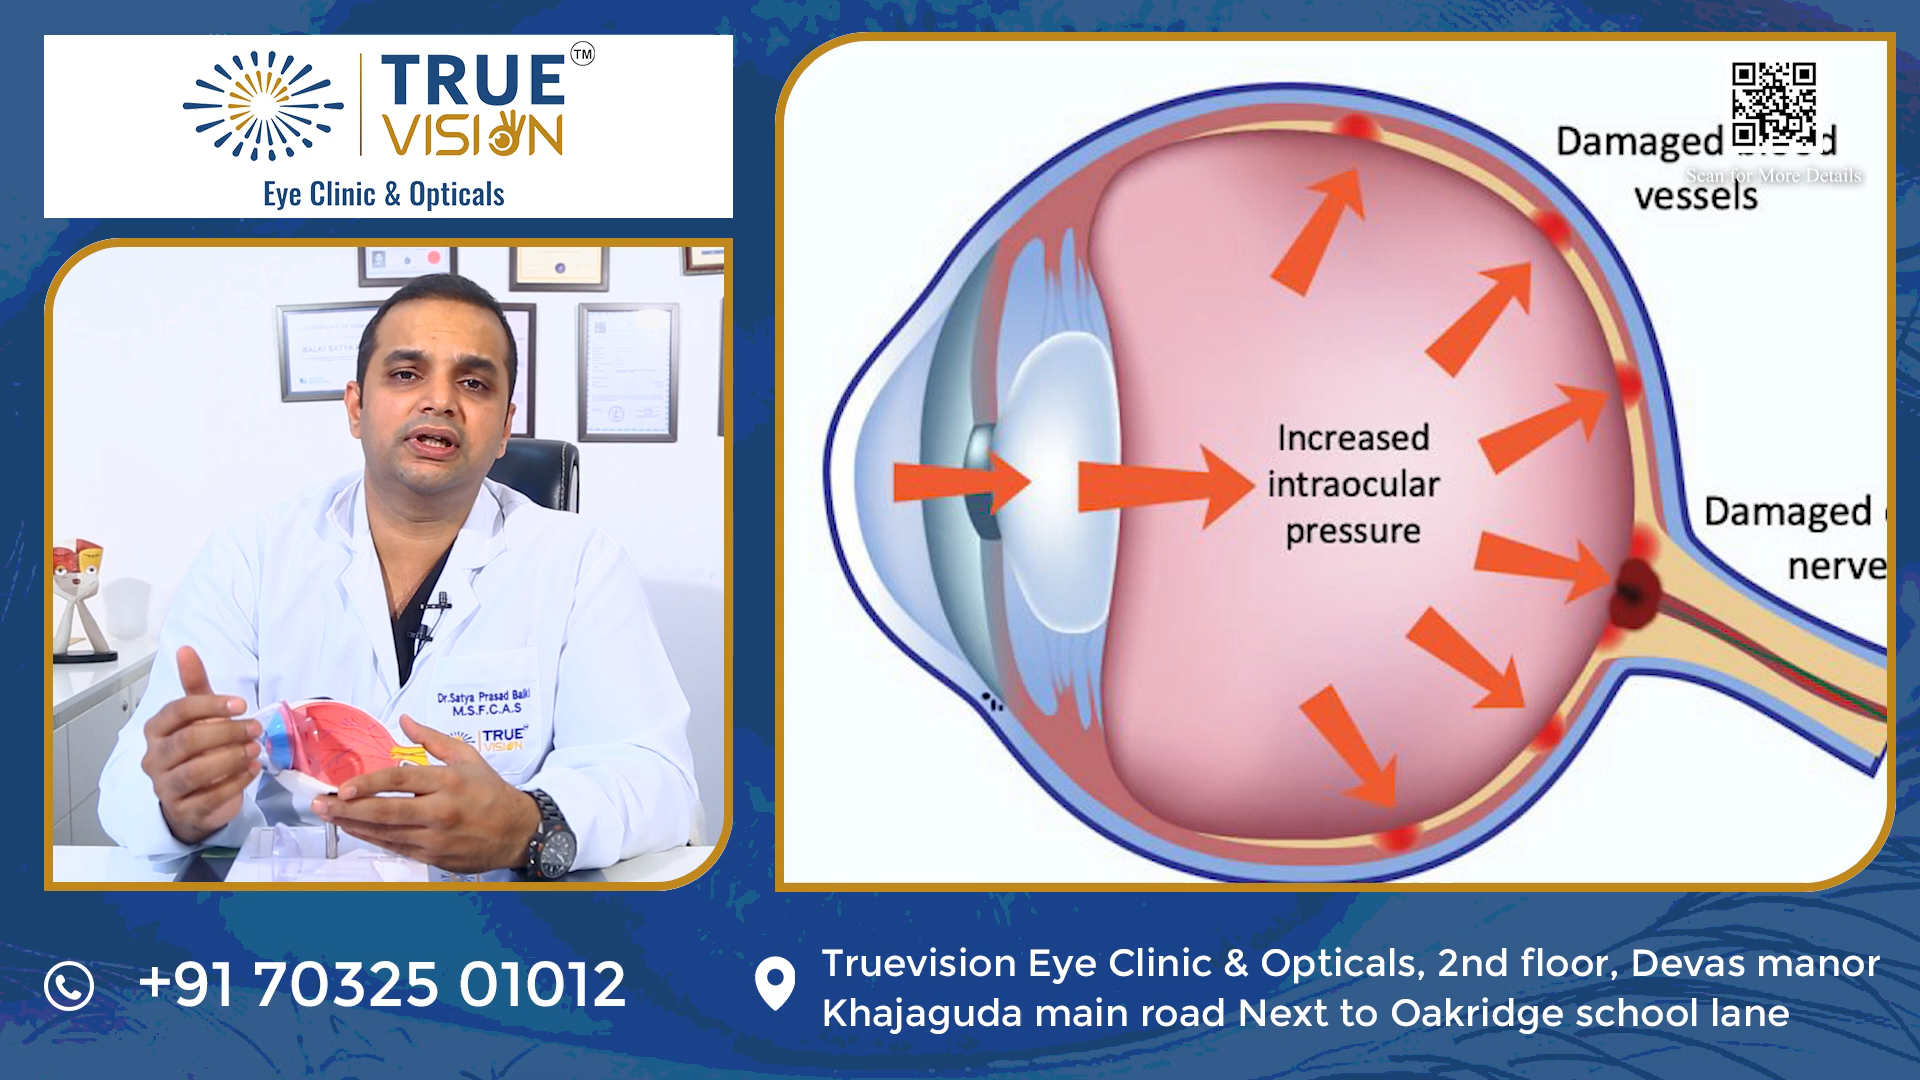 TRUE
VISION
TM
Eye Clinic & Opticals
BALKI SATYA
Dr.Satya Prasad Balki
M.S.F.C.A.S
TRUE
VISION
Damaged
vessels
Scan for More Details
Increased
intraocular
pressure
Damaged
nerve
+91 70325 01012
Truevision Eye Clinic & Opticals, 2nd floor, Devas manor
Khajaguda main road Next to Oakridge school lane